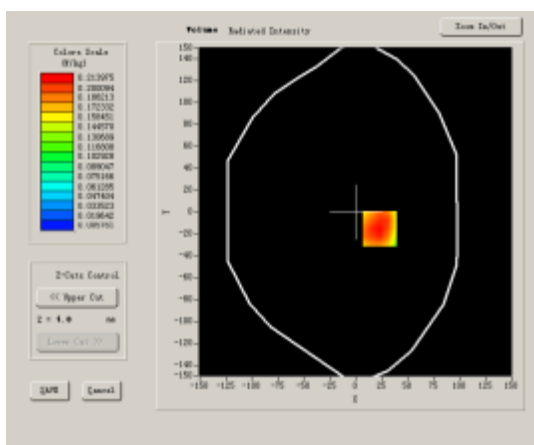 Volume Radiated Intensity
Zoom In/Out
Colors Scale
(W/kg)
0.213975
0.200094
0.186213
0.172332
0.158451
0.144570
0.130689
0.116808
0.102928
0.089047
0.075166
0.061285
0.047404
0.033523
0.019642
0.005761
Z-Cuts Control
<< Upper Cut
Z = 4.0 mm
Lower Cut >>
SAVE
Cancel
150
140
120
100
80
60
40
20
0
-20
-40
-60
-80
-100
-120
-140
-150
Y
-150 -125 -100 -75 -50 -25 0 25 50 75 100 125 150
X